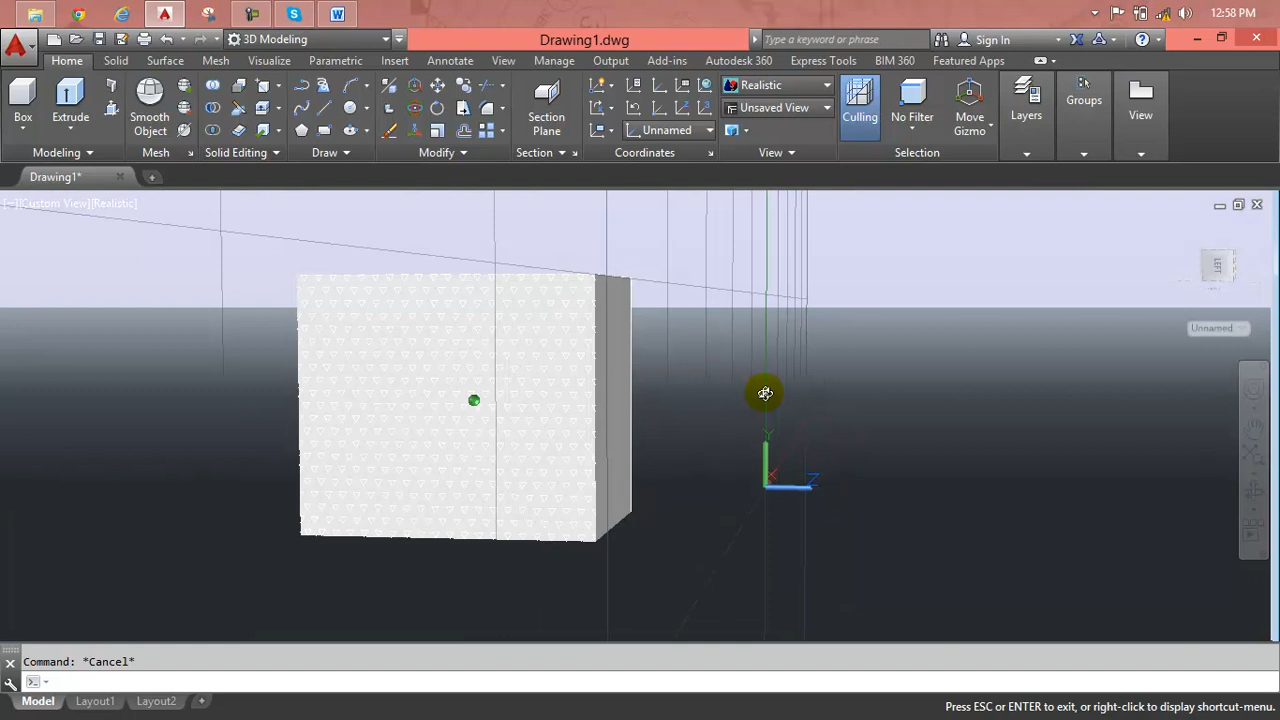 12:58 PM
3D Modeling
Drawing1.dwg
Type a keyword or phrase
Sign In
Home Solid Surface Mesh Visualize Parametric Insert Annotate View Manage Output Add-ins Autodesk 360 Express Tools BIM 360 Featured Apps
Realistic
Unsaved View
Unnamed
Box
Extrude
Smooth
Object
Section
Plane
Culling
No Filter
Move
Gizmo
Layers
Groups
View
Modeling
Mesh
Solid Editing
Draw
Modify
Section
Coordinates
View
Selection
Drawing1*
[−][Custom View][Realistic]
LEFT
Unnamed
Y
X
Z
Command: *Cancel*
Model Layout1 Layout2
Press ESC or ENTER to exit, or right-click to display shortcut-menu.